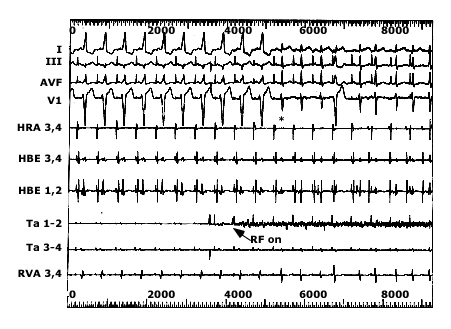 0 2000 4000 6000 8000
I
III
AVF
V1
*
HRA 3,4
HBE 3,4
HBE 1,2
Ta 1-2
RF on
Ta 3-4
RVA 3,4
0 2000 4000 6000 8000